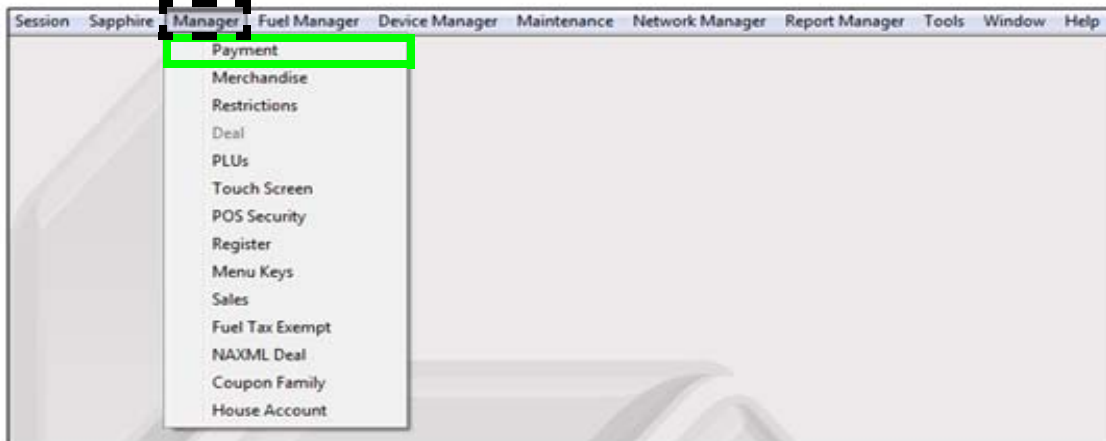 Session Sapphire Manager Fuel Manager Device Manager Maintenance Network Manager Report Manager Tools Window Help
Payment
Merchandise
Restrictions
Deal
PLUs
Touch Screen
POS Security
Register
Menu Keys
Sales
Fuel Tax Exempt
NAXML Deal
Coupon Family
House Account